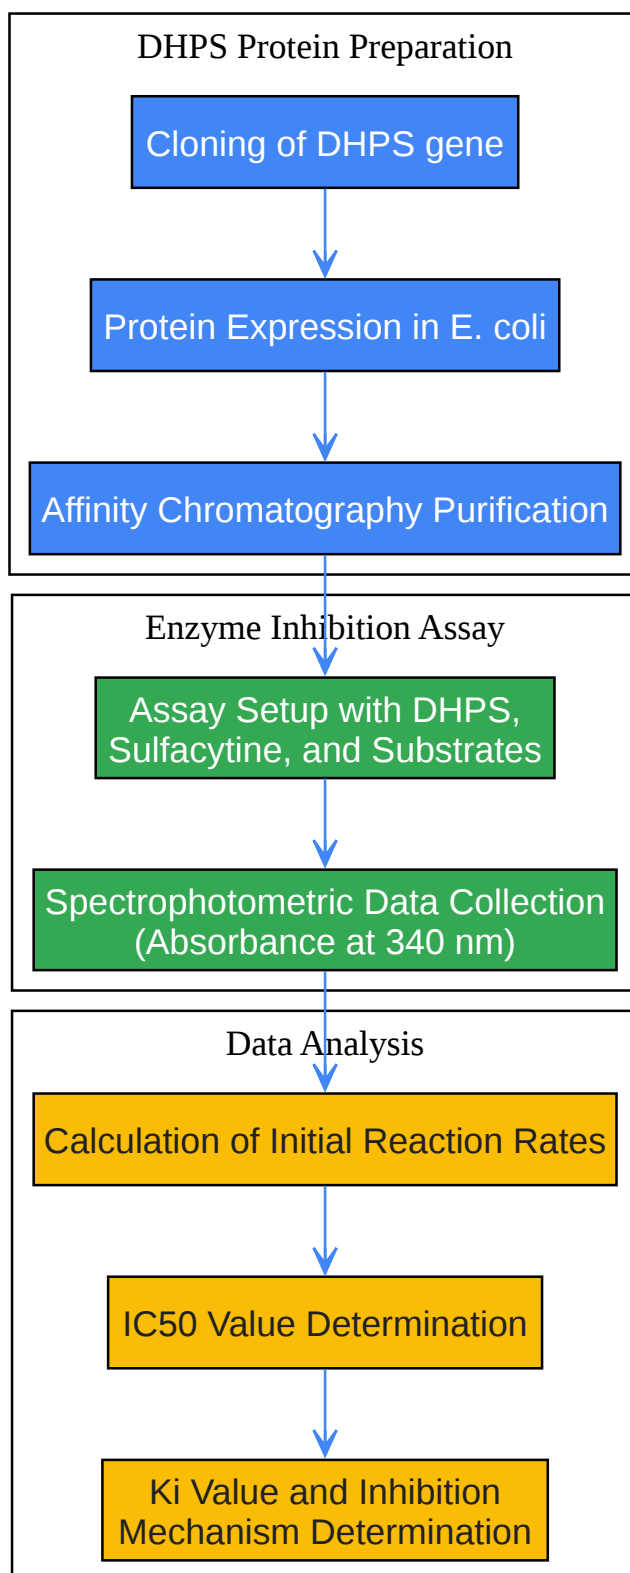 DHPS Protein Preparation
Cloning of DHPS gene
Protein Expression in E. coli
Affinity Chromatography Purification
Enzyme Inhibition Assay
Assay Setup with DHPS,
Sulfacytine, and Substrates
Spectrophotometric Data Collection
(Absorbance at 340 nm)
Data Analysis
Calculation of Initial Reaction Rates
IC50 Value Determination
Ki Value and Inhibition
Mechanism Determination